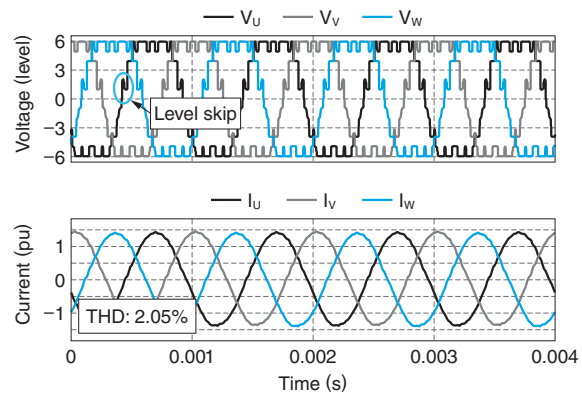 V_U V_V V_W
Voltage (level)
6
3
0
−3
−6
Level skip
I_U I_V I_W
Current (pu)
1
0
−1
THD: 2.05%
0 0.001 0.002 0.003 0.004
Time (s)